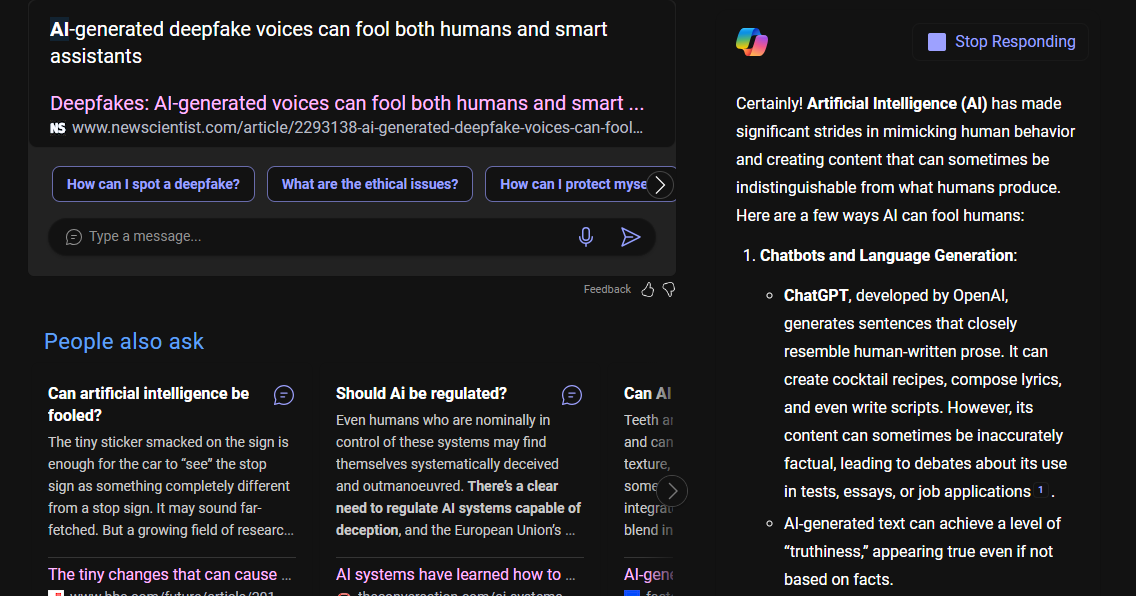 AI-generated deepfake voices can fool both humans and smart
assistants
Deepfakes: AI-generated voices can fool both humans and smart ...
NS www.newscientist.com/article/2293138-ai-generated-deepfake-voices-can-fool...
How can I spot a deepfake? What are the ethical issues? How can I protect myse
Type a message...
Feedback
People also ask
Can artificial intelligence be
fooled?
The tiny sticker smacked on the sign is
enough for the car to “see” the stop
sign as something completely different
from a stop sign. It may sound far-
fetched. But a growing field of researc...
The tiny changes that can cause ...
www.bbc.com/future/article/201
Should Ai be regulated?
Even humans who are nominally in
control of these systems may find
themselves systematically deceived
and outmanoeuvred. There’s a clear
need to regulate AI systems capable of
deception, and the European Union’s ...
AI systems have learned how to ...
theconversation.com/ai-systems
Can AI
Teeth
and can
texture,
some
integra
blend in
AI-gene
Stop Responding
Certainly! Artificial Intelligence (AI) has made
significant strides in mimicking human behavior
and creating content that can sometimes be
indistinguishable from what humans produce.
Here are a few ways AI can fool humans:
1. Chatbots and Language Generation:
ChatGPT, developed by OpenAI,
generates sentences that closely
resemble human-written prose. It can
create cocktail recipes, compose lyrics,
and even write scripts. However, its
content can sometimes be inaccurately
factual, leading to debates about its use
in tests, essays, or job applications 1 .
AI-generated text can achieve a level of
“truthiness,” appearing true even if not
based on facts.